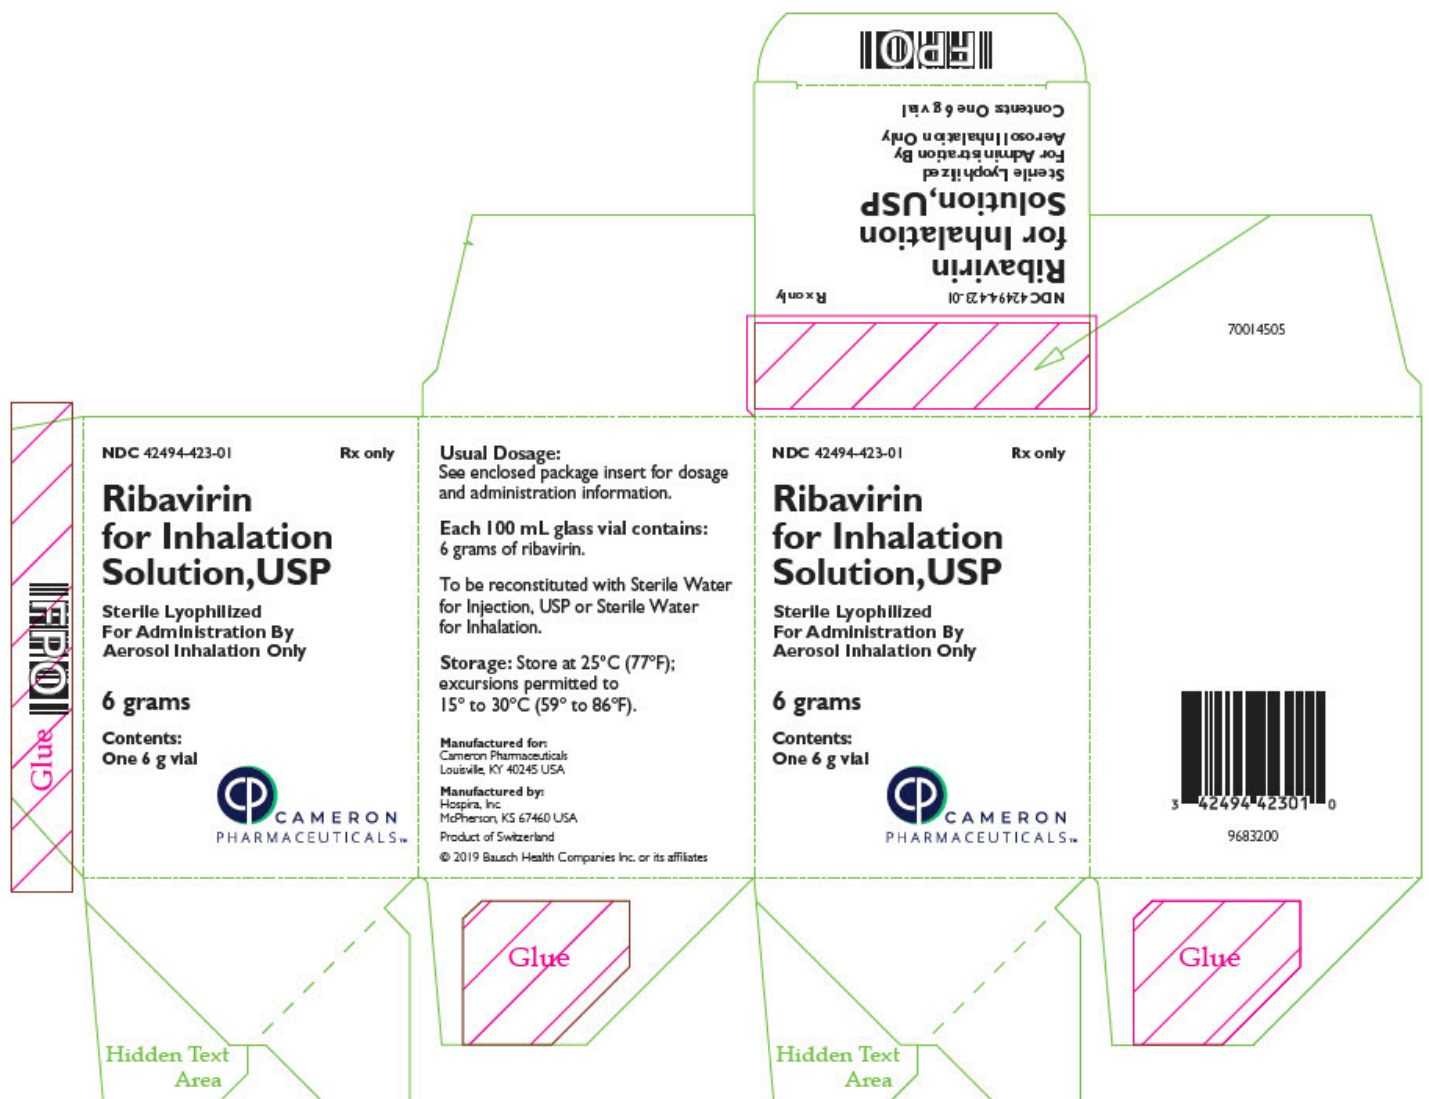 FPO
Contents: One 6 g vial
Aerosol Inhalation Only
For Administration By
Sterile Lyophilized
Solution,USP
for Inhalation
Ribavirin
NDC 42494-423-01 Rx only
70014505
FPO
Glue
NDC 42494-423-01 Rx only
Ribavirin
for Inhalation
Solution,USP
Sterile Lyophilized
For Administration By
Aerosol Inhalation Only
6 grams
Contents:
One 6 g vial
CP
CAMERON
PHARMACEUTICALS™
Usual Dosage:
See enclosed package insert for dosage
and administration information.
Each 100 mL glass vial contains:
6 grams of ribavirin.
To be reconstituted with Sterile Water
for Injection, USP or Sterile Water
for Inhalation.
Storage: Store at 25°C (77°F);
excursions permitted to
15° to 30°C (59° to 86°F).
Manufactured for:
Cameron Pharmaceuticals
Louisville, KY 40245 USA
Manufactured by:
Hospira, Inc.
McPherson, KS 67460 USA
Product of Switzerland
© 2019 Bausch Health Companies Inc. or its affiliates
NDC 42494-423-01 Rx only
Ribavirin
for Inhalation
Solution,USP
Sterile Lyophilized
For Administration By
Aerosol Inhalation Only
6 grams
Contents:
One 6 g vial
CP
CAMERON
PHARMACEUTICALS™
3 42494 42301 0
9683200
Glue
Glue
Hidden Text
Area
Hidden Text
Area